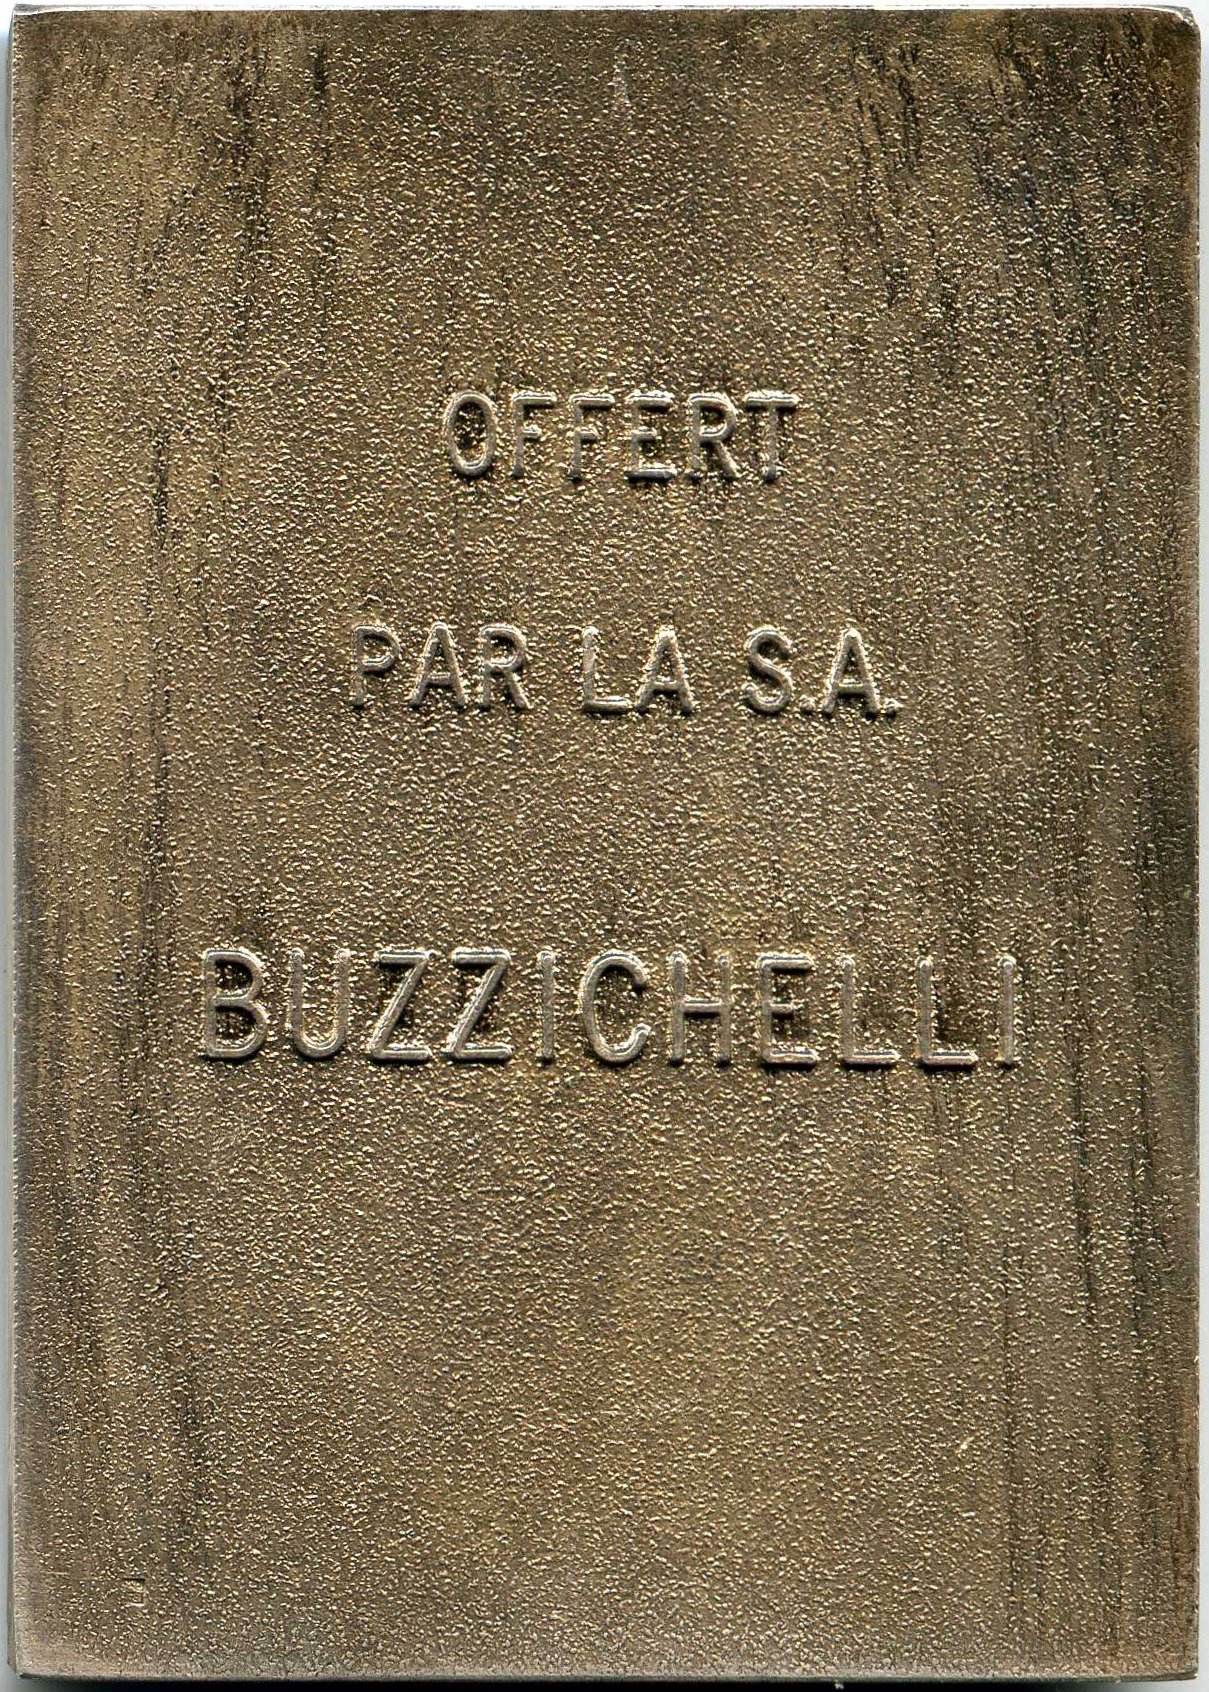 OFFERT
PAR LA S.A.
BUZZICHELLI